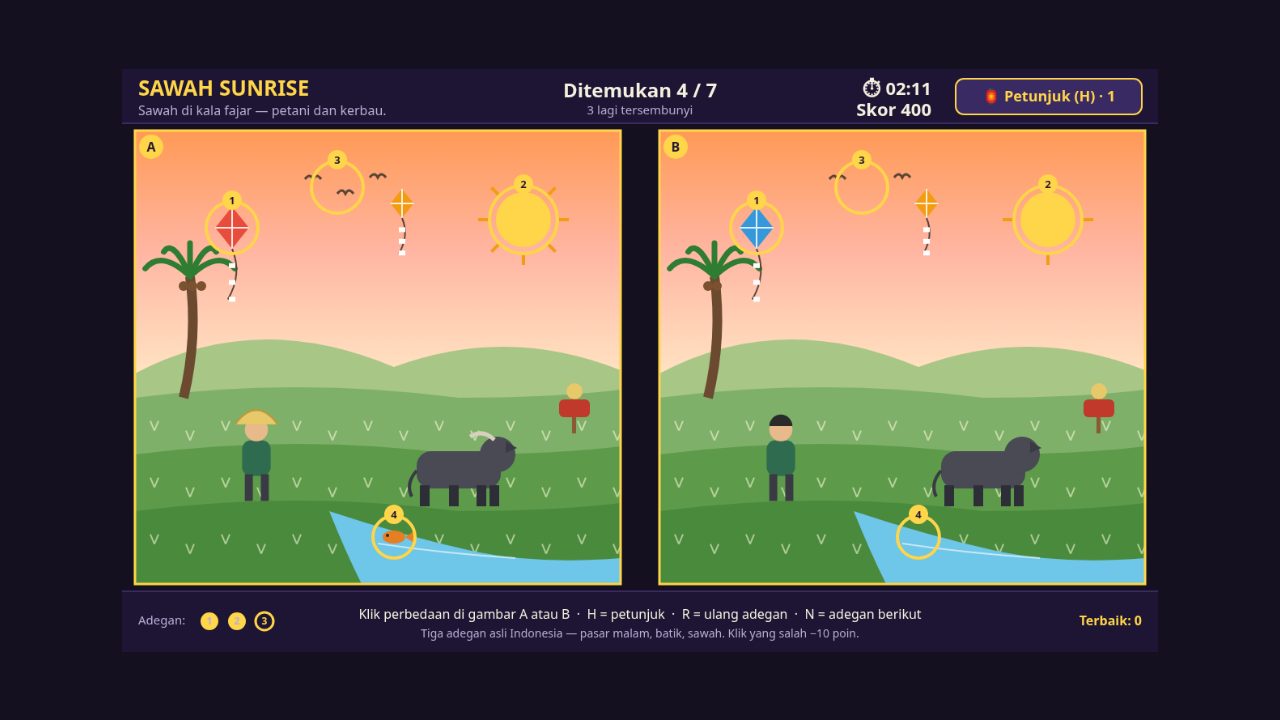 SAWAH SUNRISE
Sawah di kala fajar — petani dan kerbau.
Ditemukan 4 / 7
3 lagi tersembunyi
⏱ 02:11
Skor 400
🏮 Petunjuk (H) · 1
A
1
3
2
4
B
1
3
2
4
Adegan: 1 2 3
Klik perbedaan di gambar A atau B · H = petunjuk · R = ulang adegan · N = adegan berikut
Tiga adegan asli Indonesia — pasar malam, batik, sawah. Klik yang salah −10 poin.
Terbaik: 0